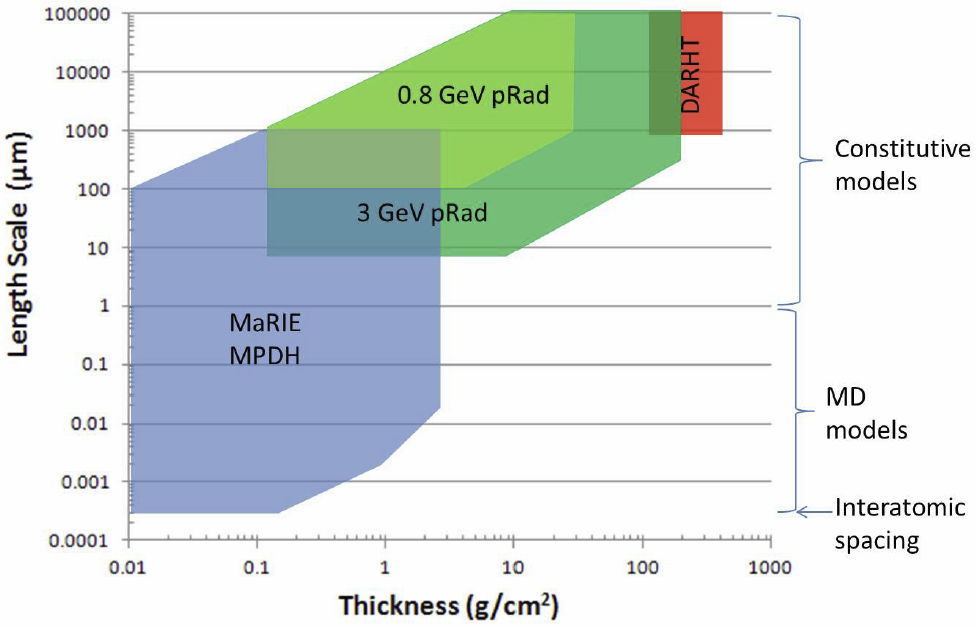 100000
10000
1000
100
10
1
0.1
0.01
0.001
0.0001
Length Scale (μm)
0.8 GeV pRad
DARHT
3 GeV pRad
MaRIE
MPDH
Constitutive
models
MD
models
Interatomic
spacing
0.01 0.1 1 10 100 1000
Thickness (g/cm²)